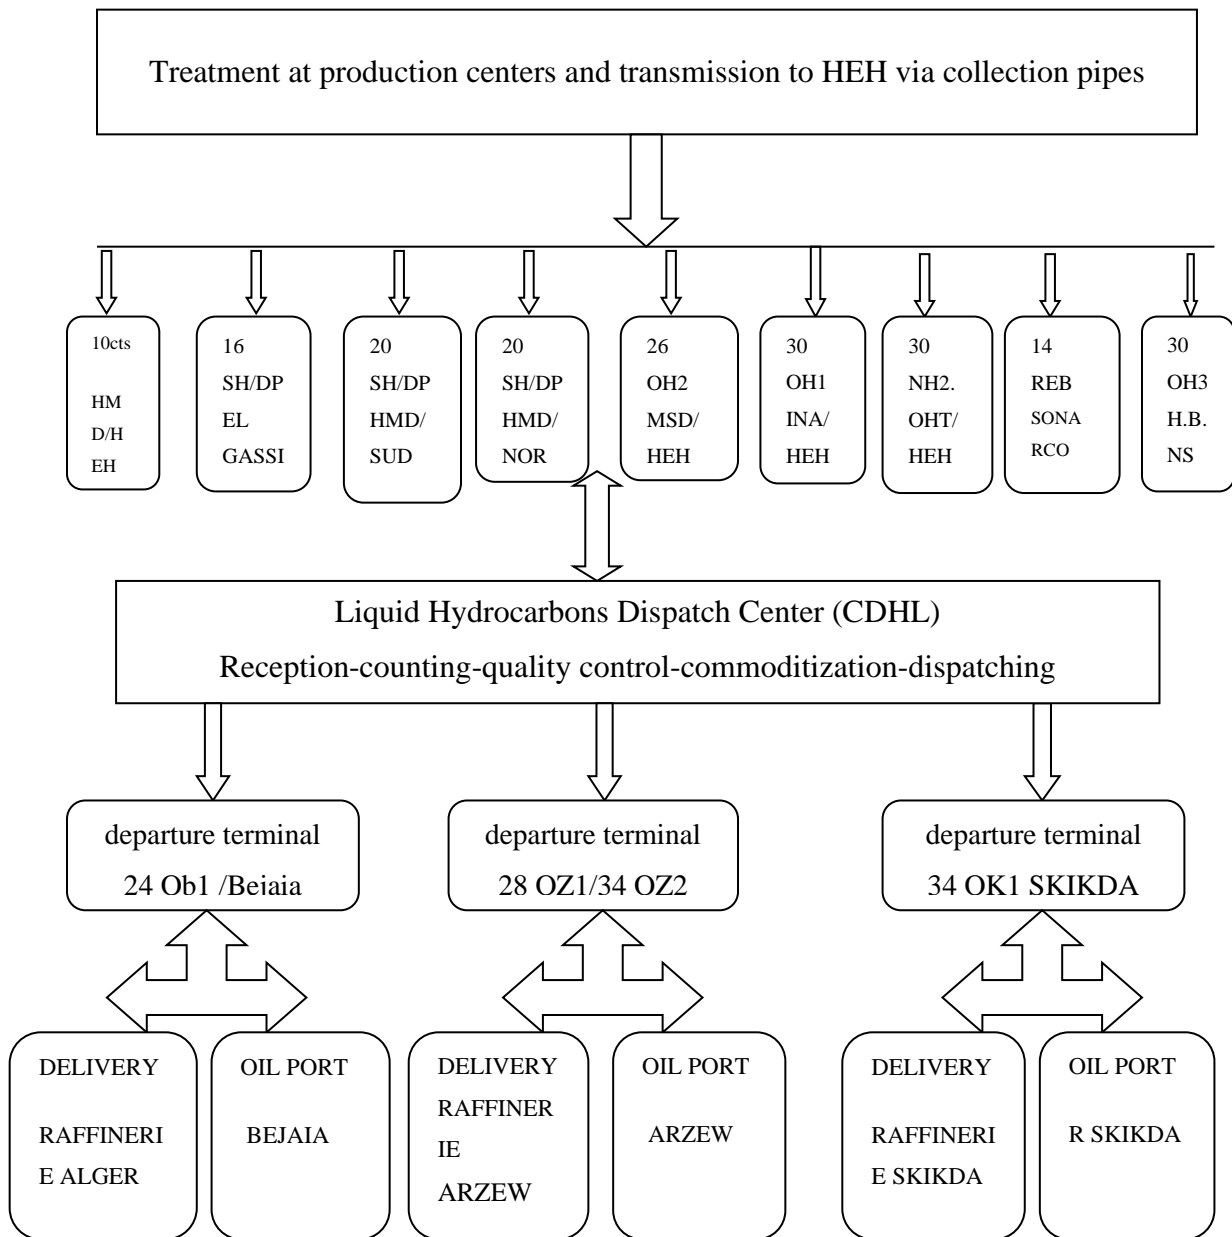 Treatment at production centers and transmission to HEH via collection pipes
10cts
HM
D/H
EH
16
SH/DP
EL
GASSI
20
SH/DP
HMD/
SUD
20
SH/DP
HMD/
NOR
26
OH2
MSD/
HEH
30
OH1
INA/
HEH
30
NH2.
OHT/
HEH
14
REB
SONA
RCO
30
OH3
H.B.
NS
Liquid Hydrocarbons Dispatch Center (CDHL)
Reception-counting-quality control-commoditization-dispatching
departure terminal
24 Ob1 /Bejaia
departure terminal
28 OZ1/34 OZ2
departure terminal
34 OK1 SKIKDA
DELIVERY
RAFFINERI
E ALGER
OIL PORT
BEJAIA
DELIVERY
RAFFINER
IE
ARZEW
OIL PORT
ARZEW
DELIVERY
RAFFINERI
E SKIKDA
OIL PORT
R SKIKDA